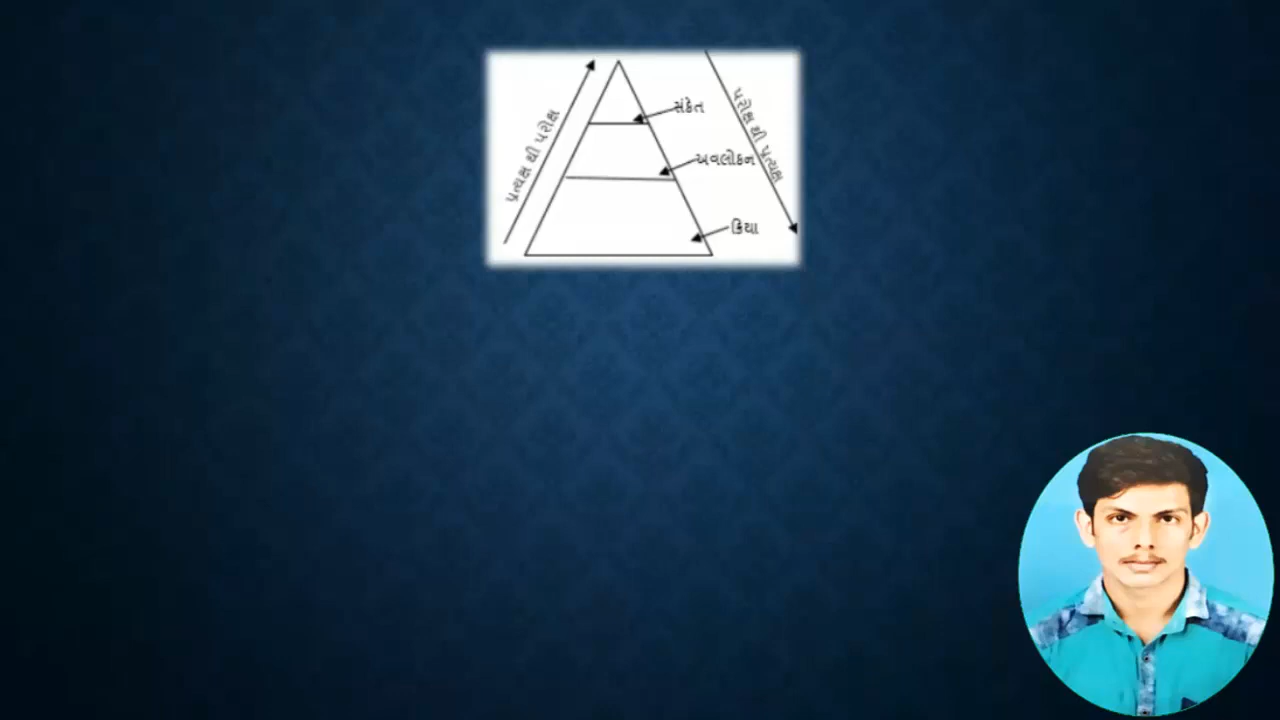 પ્રત્યક્ષ થી પરોક્ષ
સંકેત
અવલોકન
ક્રિયા
પરોક્ષ થી પ્રત્યક્ષ